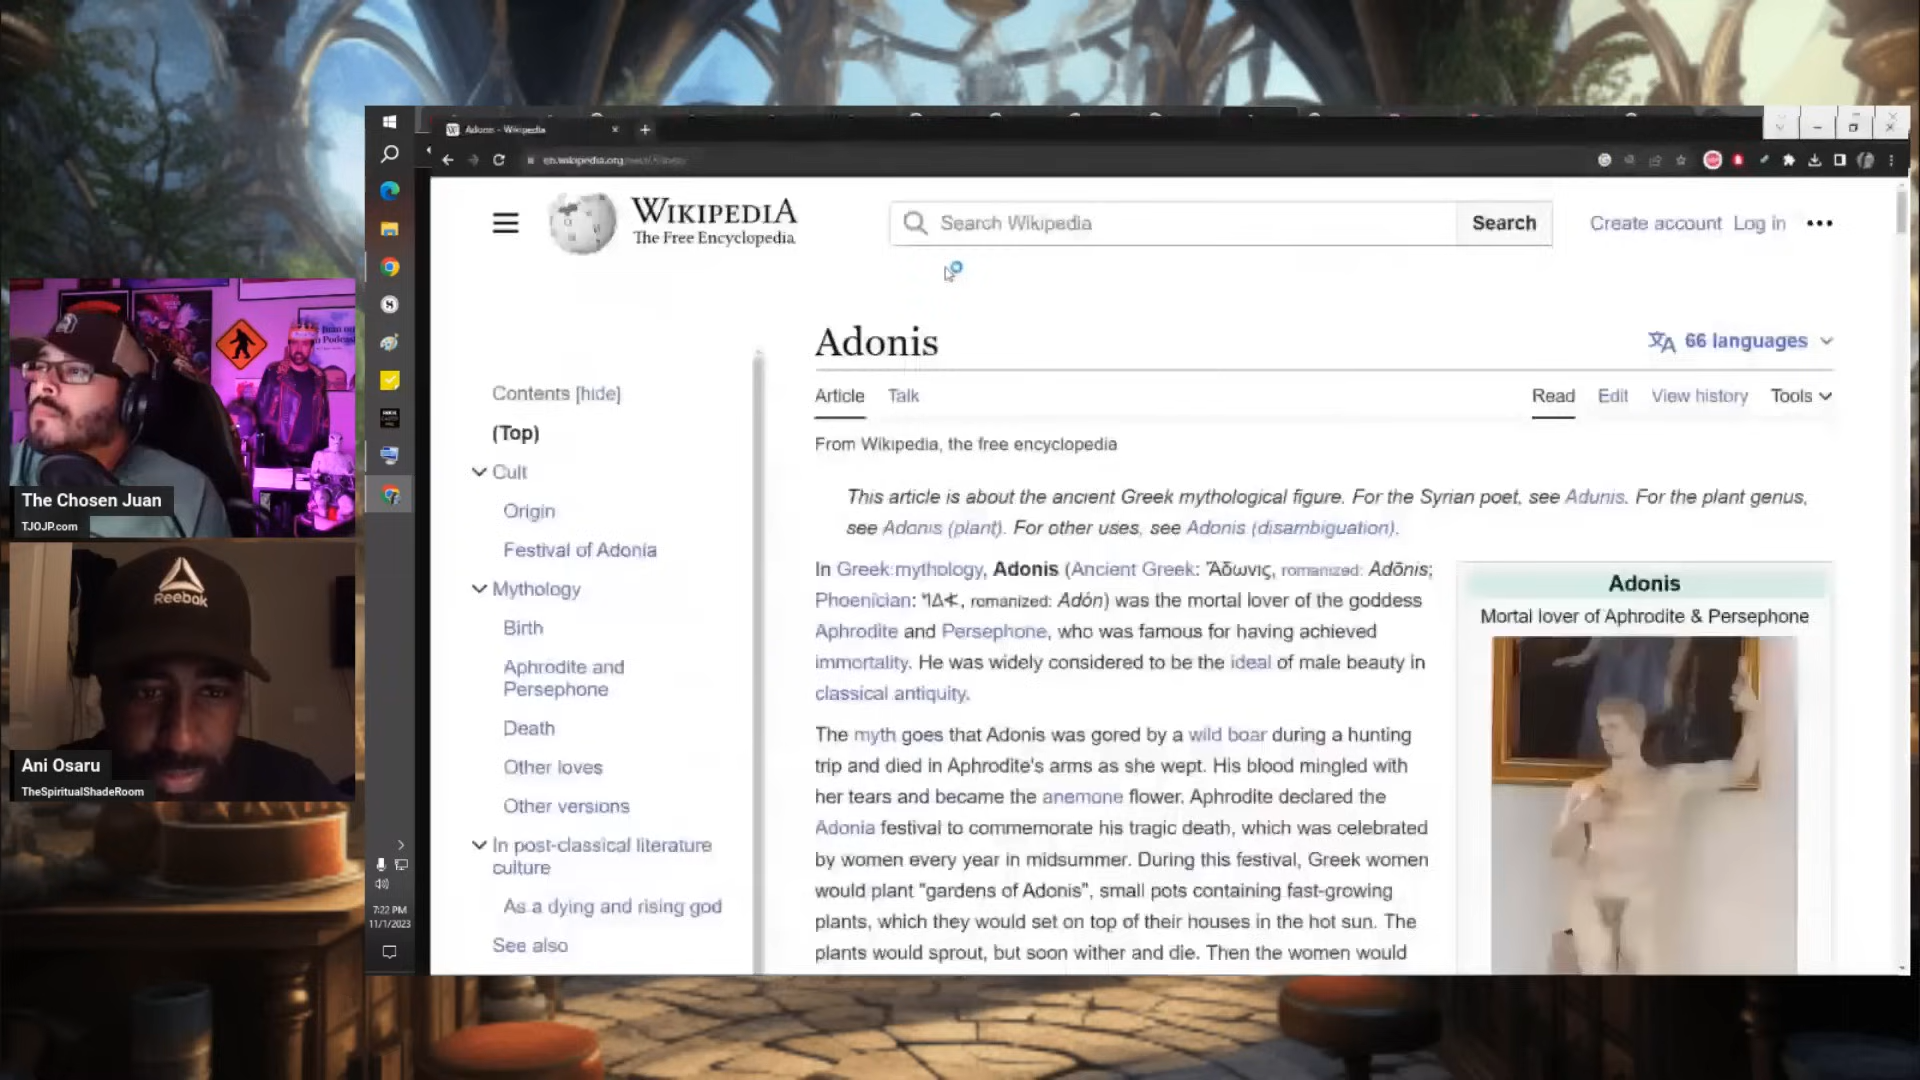 Adonis - Wikipedia
en.wikipedia.org
WIKIPEDIA
The Free Encyclopedia
Search Wikipedia
Search
Create account Log in
Adonis
66 languages
Article Talk
Read Edit View history Tools
From Wikipedia, the free encyclopedia
Contents [hide]
(Top)
Cult
Origin
Festival of Adonia
Mythology
Birth
Aphrodite and
Persephone
Death
Other loves
Other versions
In post-classical literature
culture
As a dying and rising god
See also
This article is about the ancient Greek mythological figure. For the Syrian poet, see Adunis. For the plant genus,
see Adonis (plant). For other uses, see Adonis (disambiguation).
In Greek mythology, Adonis (Ancient Greek: Ἄδωνις, romanized: Adōnis;
Phoenician: 𐤀𐤃𐤍, romanized: Adón) was the mortal lover of the goddess
Aphrodite and Persephone, who was famous for having achieved
immortality. He was widely considered to be the ideal of male beauty in
classical antiquity.
The myth goes that Adonis was gored by a wild boar during a hunting
trip and died in Aphrodite's arms as she wept. His blood mingled with
her tears and became the anemone flower. Aphrodite declared the
Adonia festival to commemorate his tragic death, which was celebrated
by women every year in midsummer. During this festival, Greek women
would plant "gardens of Adonis", small pots containing fast-growing
plants, which they would set on top of their houses in the hot sun. The
plants would sprout, but soon wither and die. Then the women would
Adonis
Mortal lover of Aphrodite & Persephone
The Chosen Juan
TJOJP.com
Reebok
Ani Osaru
TheSpiritualShadeRoom
7:22 PM
11/1/2023